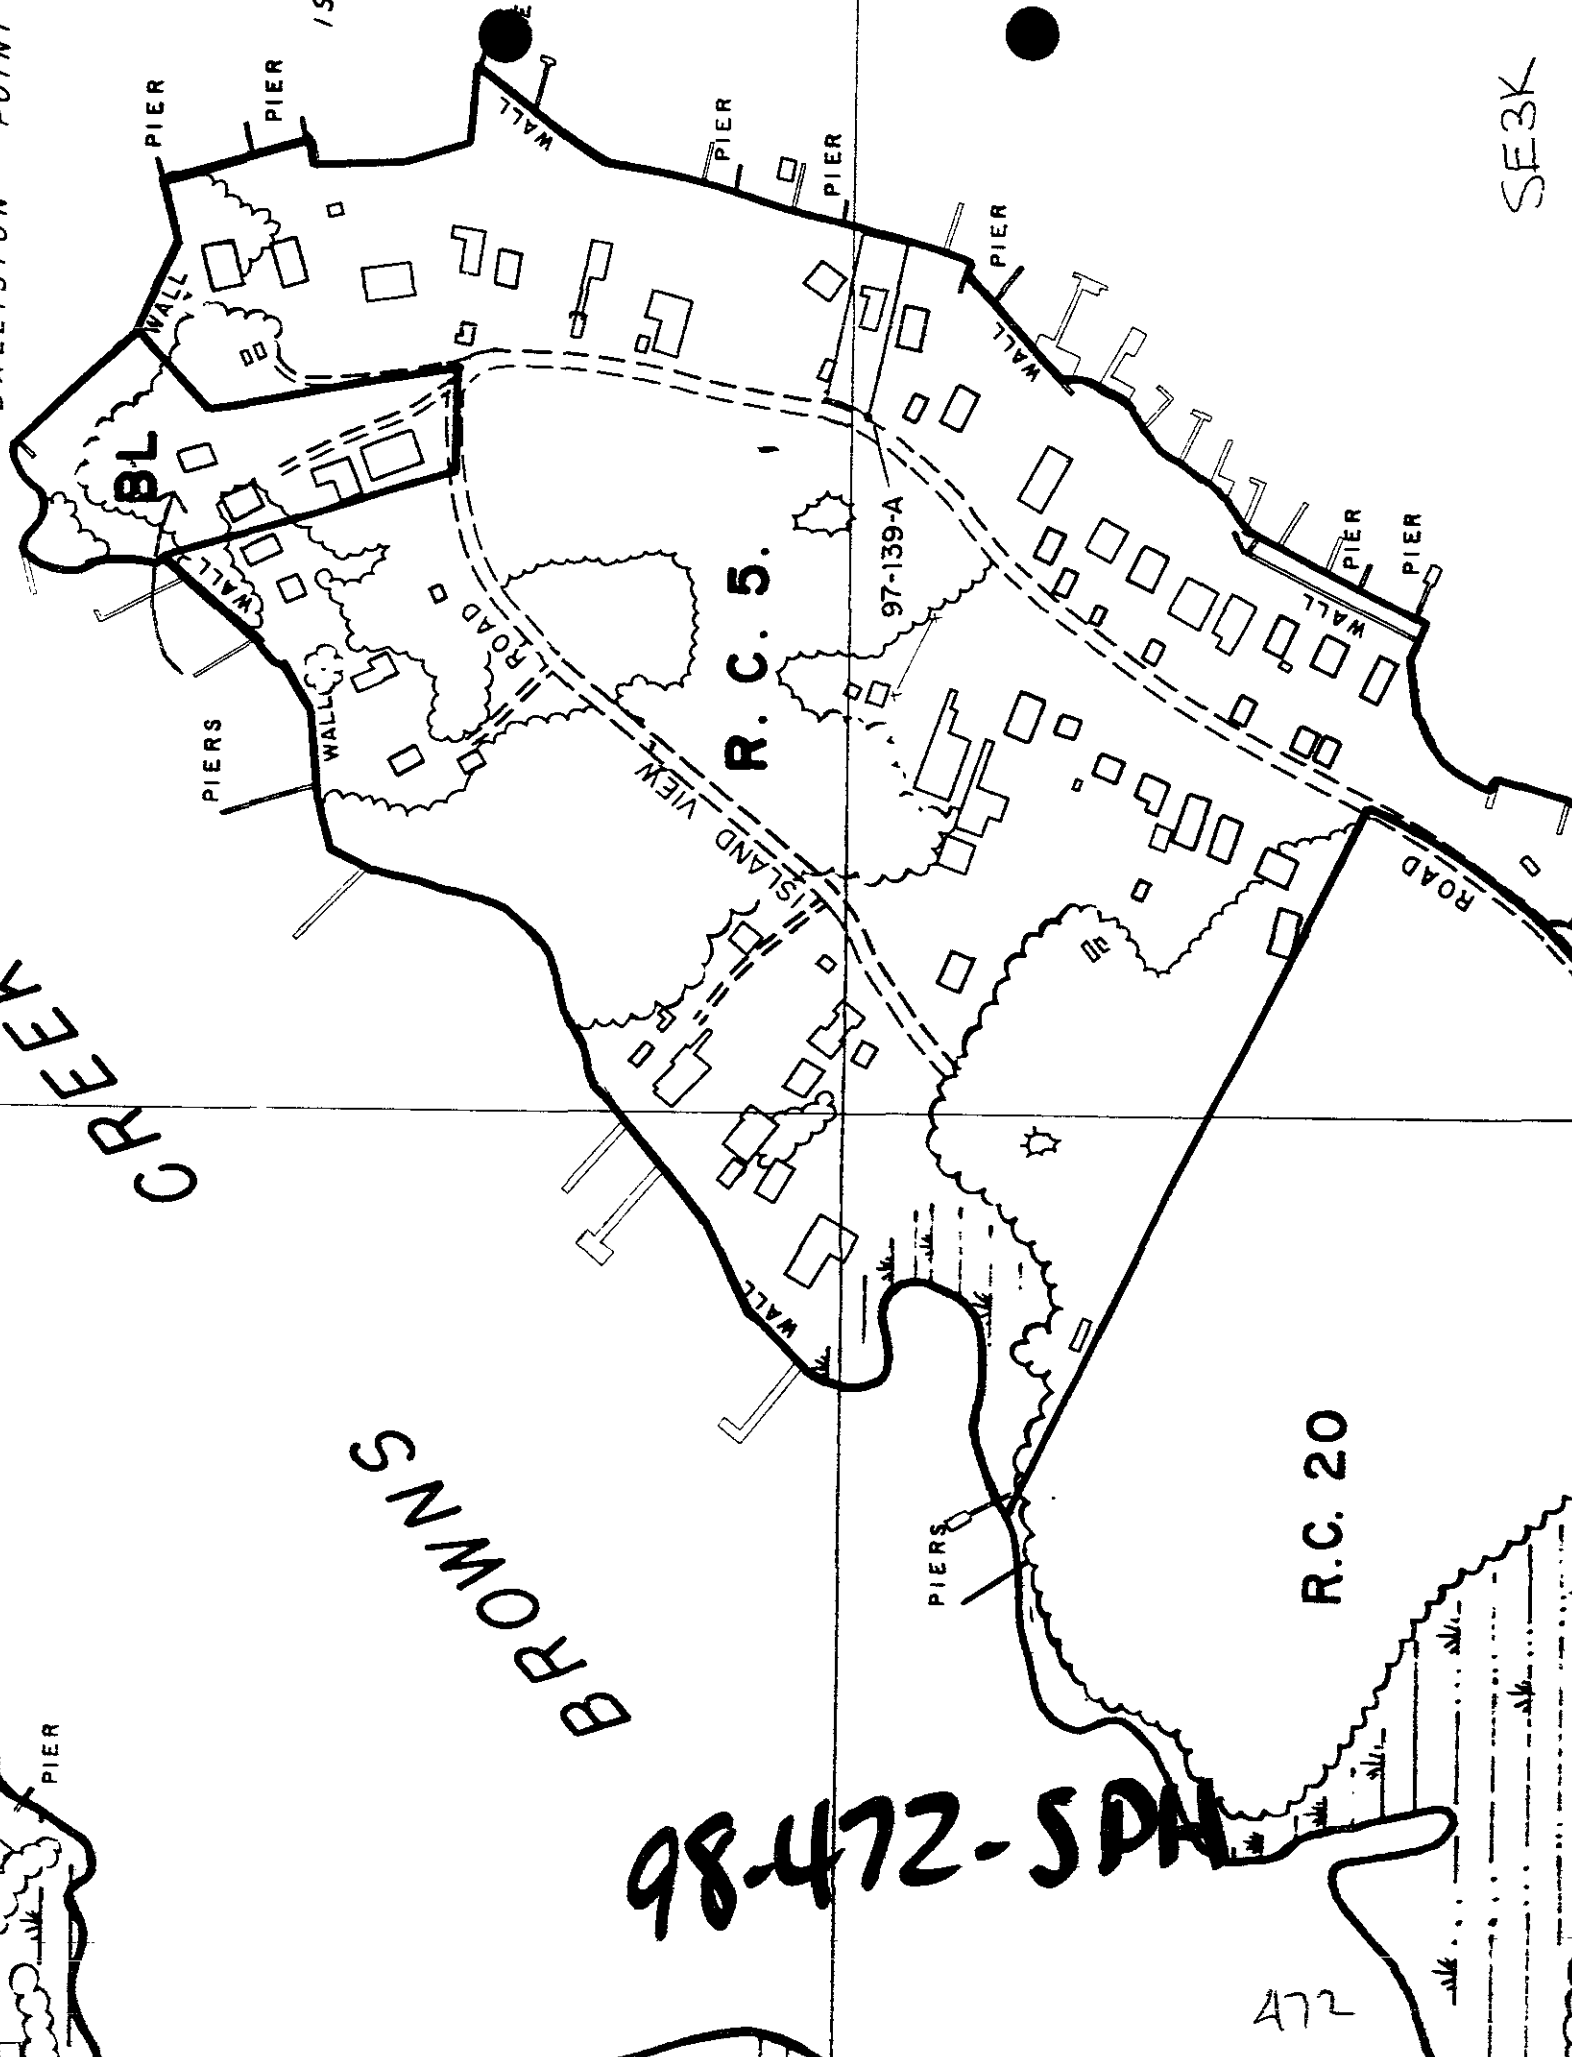 POINT
PIER
PIER
WALL
PIER
PIER
WALL
BL
PIER
WALL
WALL
WALL
PIERS
ROAD
VIEW
ISLAND
R. C. 5.
97-139-A
WALL
PIER
PIER
ROAD
CREEK
BROWNS
WALL
PIERS
R.C. 20
PIER
98-472-SPH
472
SE3K